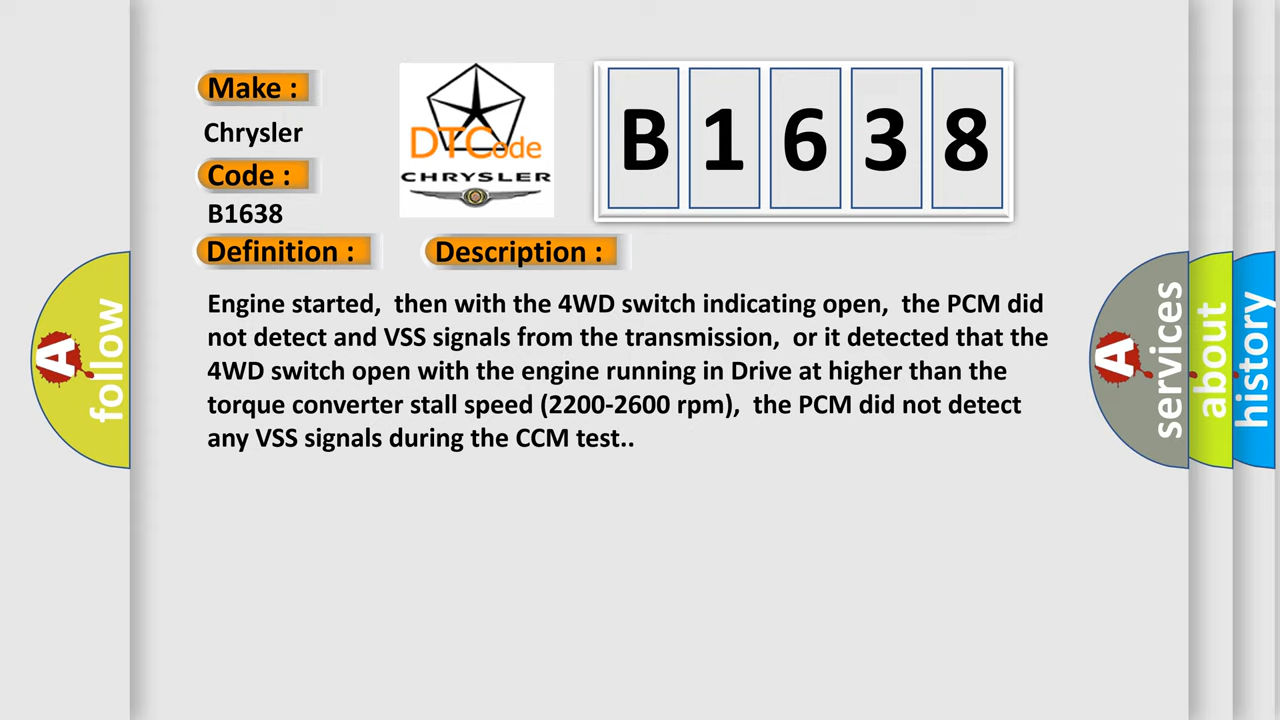 Make :
Chrysler
Code :
B1638
Definition :
Description :
DTCode
CHRYSLER
B 1 6 3 8
Engine started, then with the 4WD switch indicating open, the PCM did
not detect and VSS signals from the transmission, or it detected that the
4WD switch open with the engine running in Drive at higher than the
torque converter stall speed (2200-2600 rpm), the PCM did not detect
any VSS signals during the CCM test..
A follow
A services
about
history